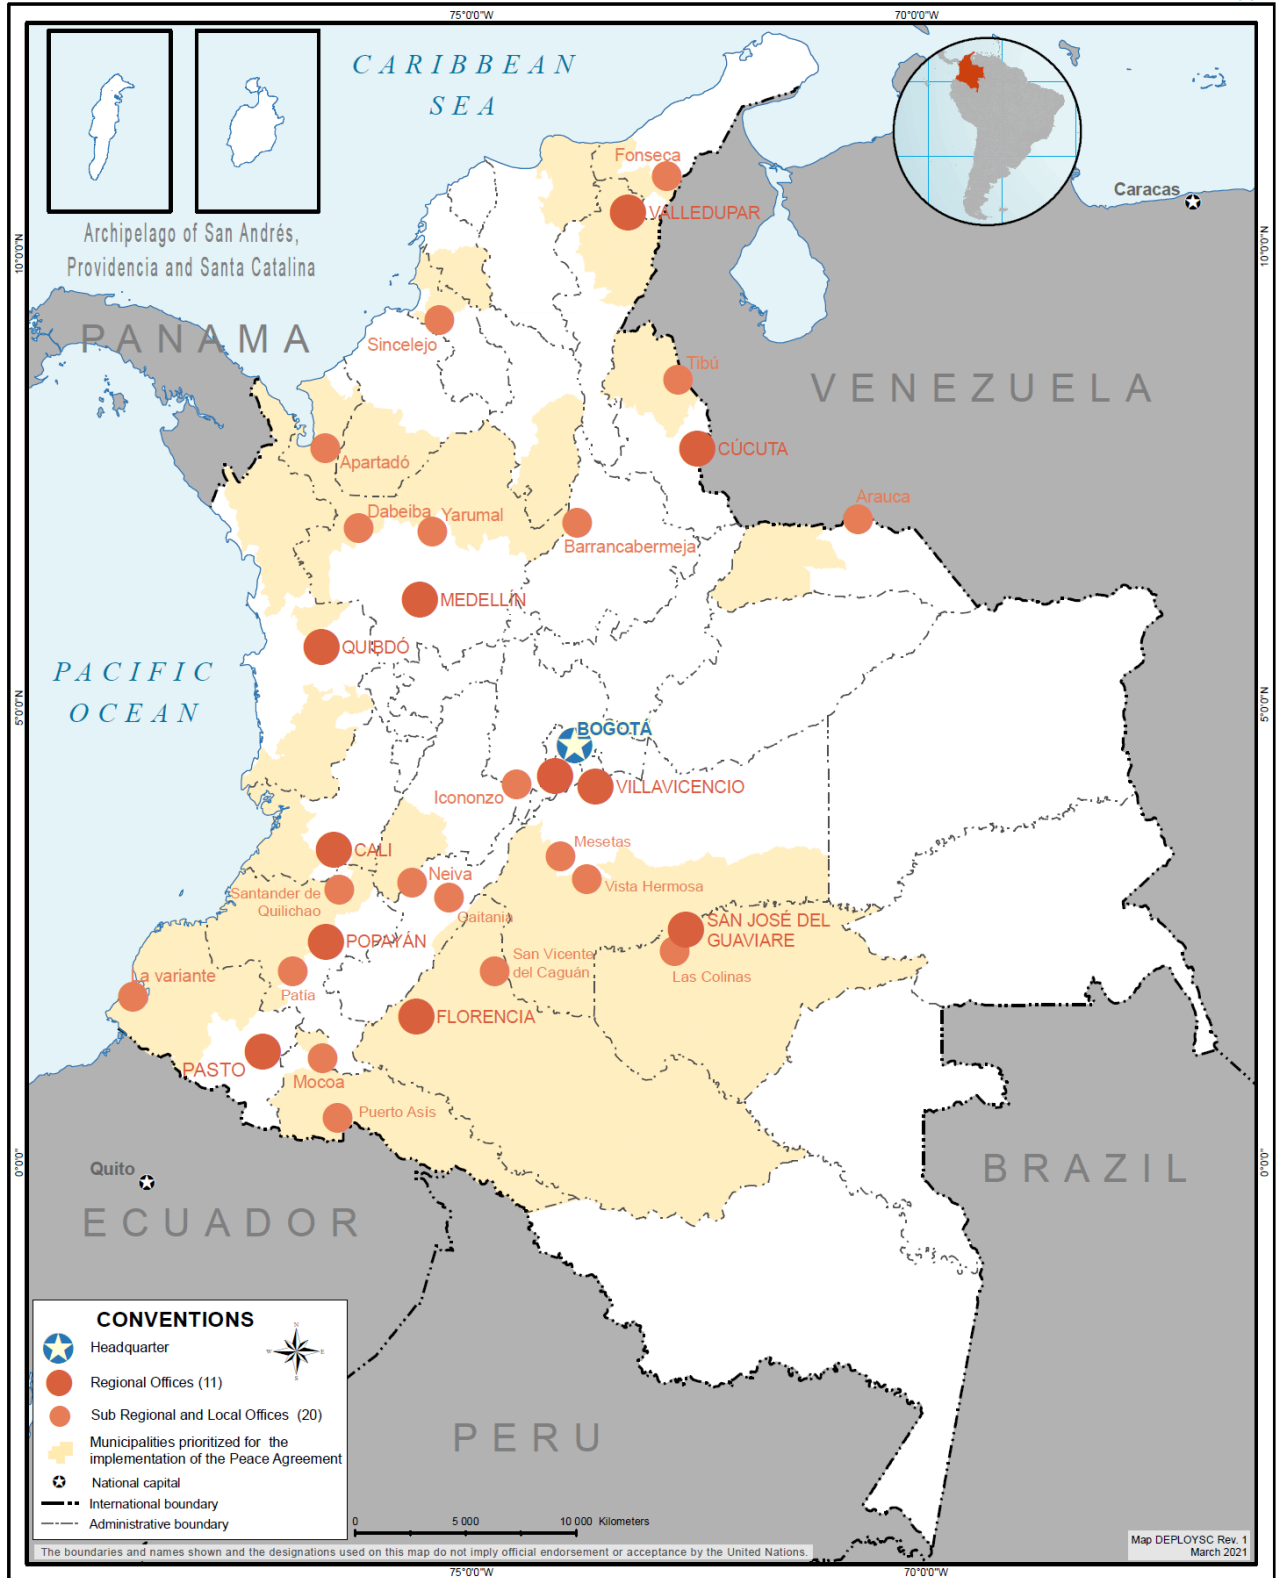 75°0'0"W
70°0'0"W
CARIBBEAN
SEA
Fonseca
VALLEDUPAR
Caracas
10°0'0"N
10°0'0"N
Archipelago of San Andrés,
Providencia and Santa Catalina
PANAMA
Sincelejo
Tibú
VENEZUELA
CÚCUTA
Apartadó
Arauca
Dabeiba
Yarumal
Barrancabermeja
MEDELLÍN
QUIBDÓ
PACIFIC
OCEAN
5°0'0"N
5°0'0"N
BOGOTÁ
Icononzo
VILLAVICENCIO
CALI
Mesetas
Neiva
Vista Hermosa
Santander de
Quilichao
Gaitania
SAN JOSÉ DEL
GUAVIARE
POPAYÁN
San Vicente
del Caguán
La variante
Patía
Las Colinas
FLORENCIA
PASTO
Mocoa
Puerto Asís
0°0'0"
0°0'0"
Quito
BRAZIL
ECUADOR
PERU
CONVENTIONS
N
W
E
S
Headquarter
Regional Offices (11)
Sub Regional and Local Offices (20)
Municipalities prioritized for the
implementation of the Peace Agreement
National capital
International boundary
Administrative boundary
0 5 000 10 000 Kilometers
The boundaries and names shown and the designations used on this map do not imply official endorsement or acceptance by the United Nations.
Map DEPLOYSC Rev. 1
March 2021
75°0'0"W
70°0'0"W